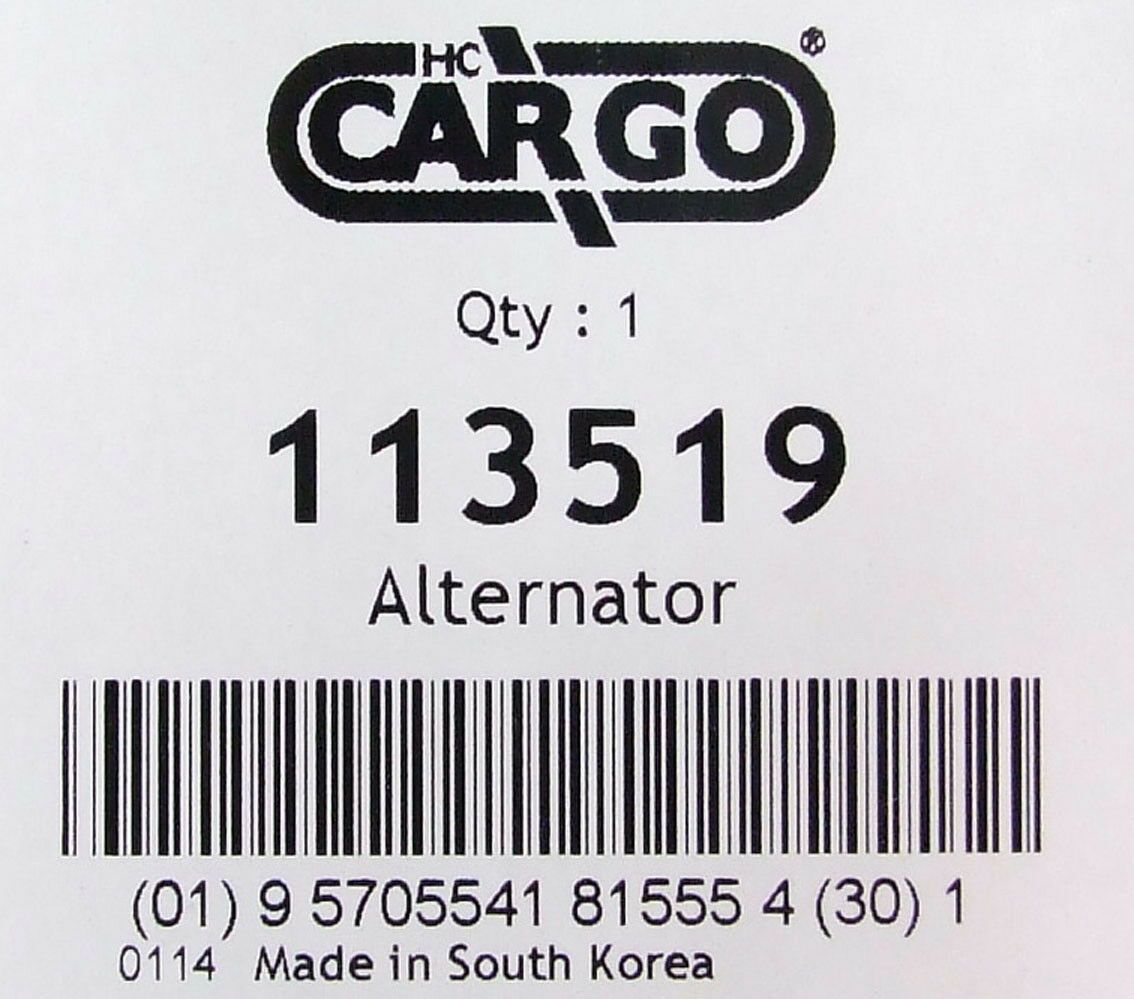 HC
CARGO®
Qty : 1
113519
Alternator
(01) 9 5705541 81555 4 (30) 1
0114 Made in South Korea